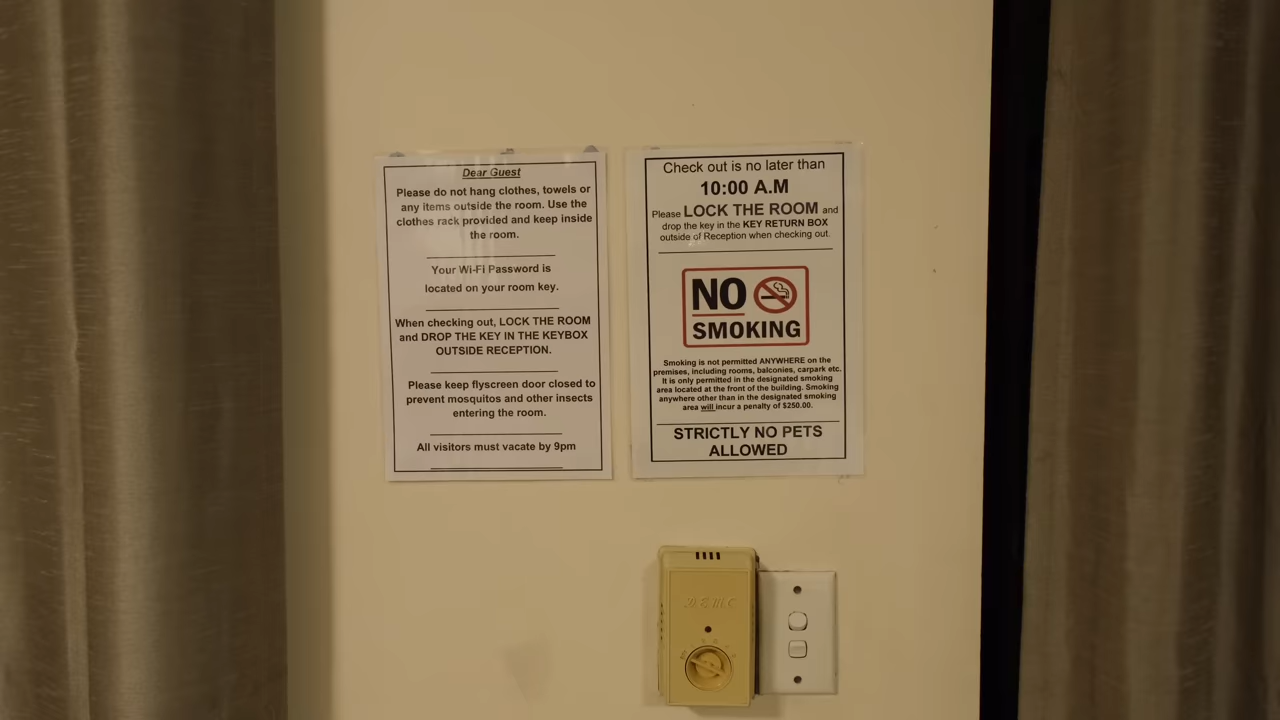 Dear Guest
Please do not hang clothes, towels or
any items outside the room. Use the
clothes rack provided and keep inside
the room.
Your Wi-Fi Password is
located on your room key.
When checking out, LOCK THE ROOM
and DROP THE KEY IN THE KEYBOX
OUTSIDE RECEPTION.
Please keep flyscreen door closed to
prevent mosquitos and other insects
entering the room.
All visitors must vacate by 9pm
Check out is no later than
10:00 A.M
Please LOCK THE ROOM and
drop the key in the KEY RETURN BOX
outside of Reception when checking out.
NO
SMOKING
Smoking is not permitted ANYWHERE on the
premises, including rooms, balconies, carpark etc.
It is only permitted in the designated smoking
area located at the front of the building. Smoking
anywhere other than in the designated smoking
area will incur a penalty of $250.00.
STRICTLY NO PETS
ALLOWED